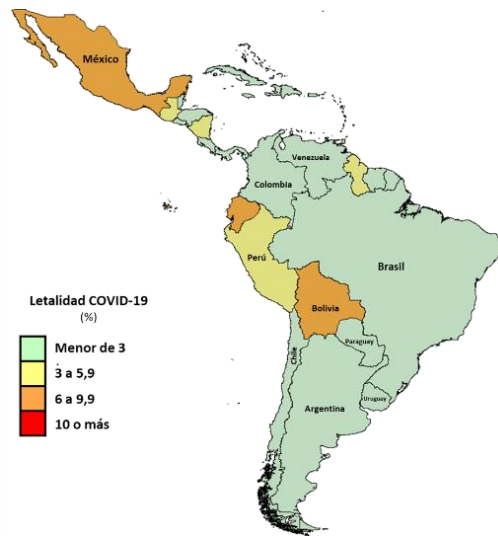 México
Venezuela
Colombia
Perú
Brasil
Bolivia
Paraguay
Chile
Uruguay
Argentina
Letalidad COVID-19
(%)
Menor de 3
3 a 5,9
6 a 9,9
10 o más